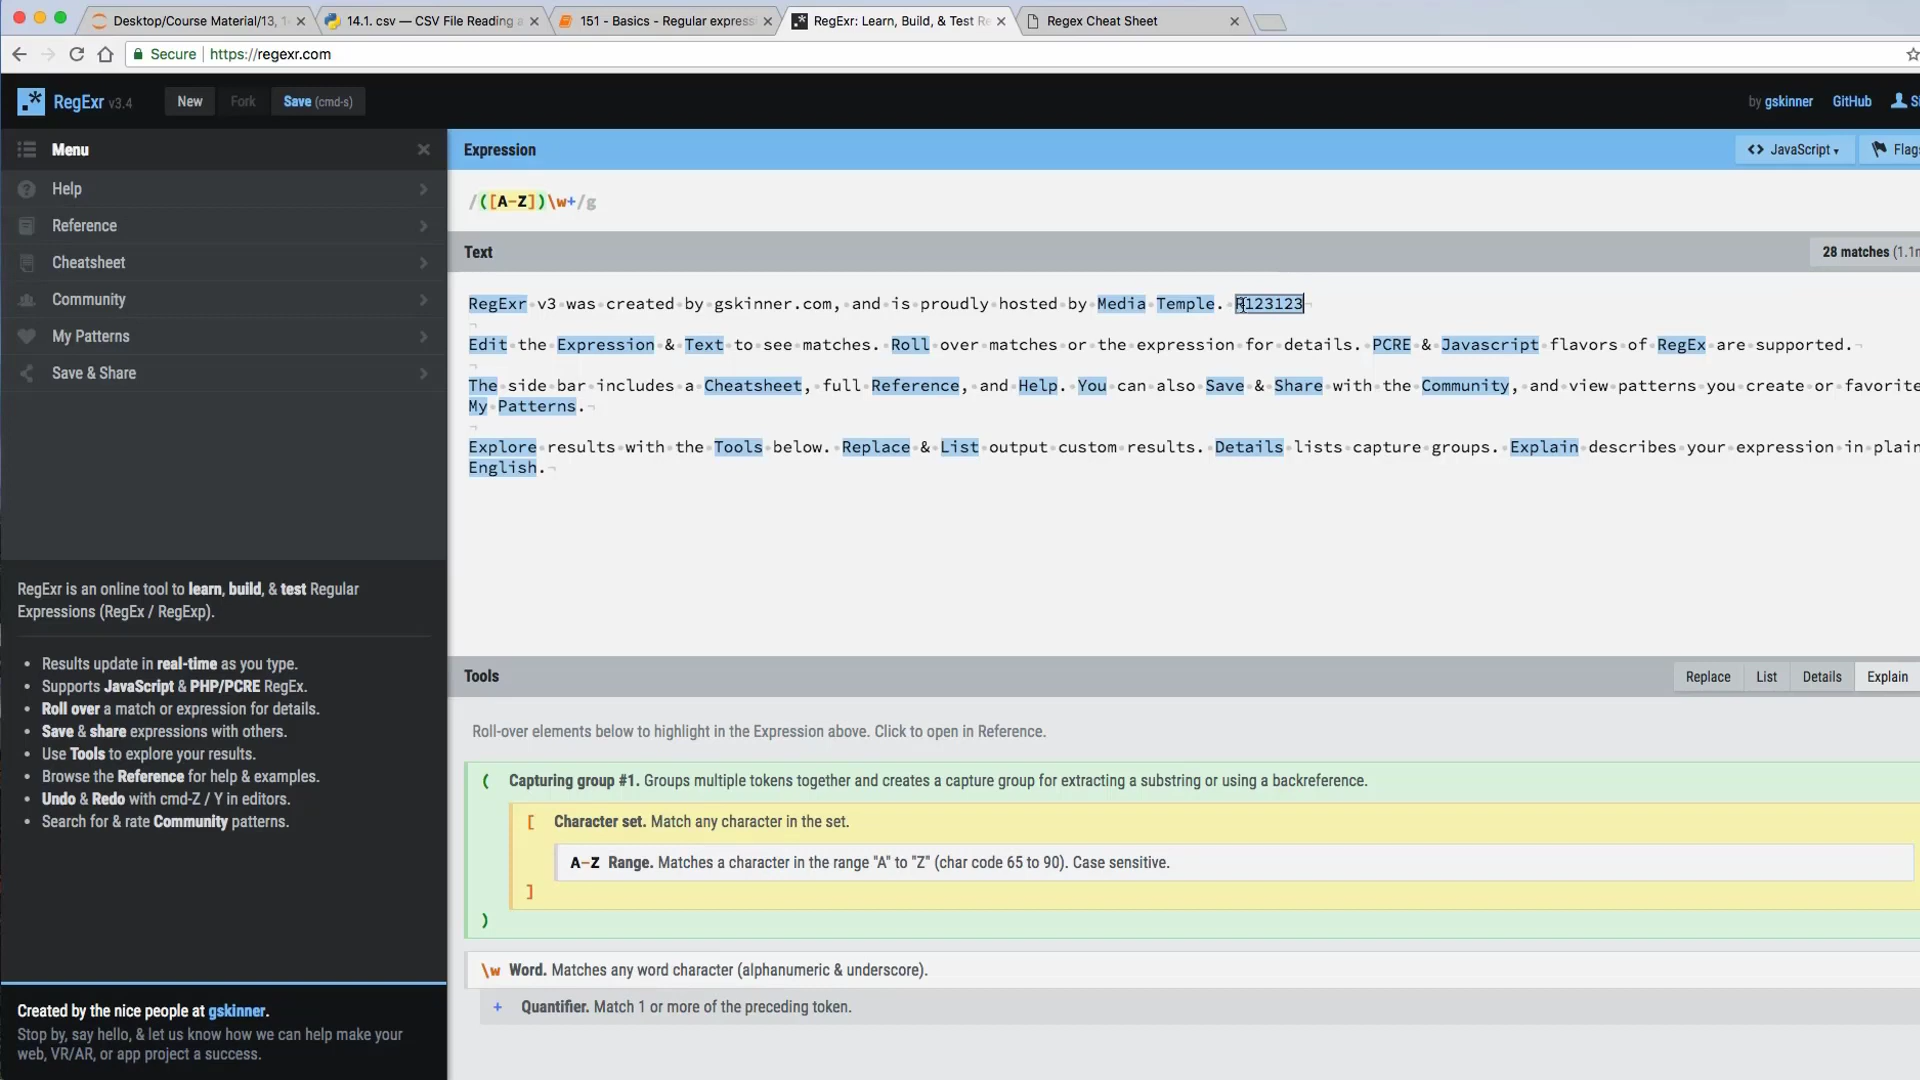 Desktop/Course Material/13, 1
14.1. csv — CSV File Reading a
151 - Basics - Regular express
RegExr: Learn, Build, & Test Re
Regex Cheat Sheet
Secure https://regexr.com
RegExr v3.4
New
Fork
Save (cmd-s)
by gskinner
GitHub
Menu
Expression
JavaScript
Flags
Help
Reference
Cheatsheet
Community
My Patterns
Save & Share
/([A-Z])\w+/g
Text
28 matches (1.1m
RegExr v3 was created by gskinner.com, and is proudly hosted by Media Temple. R123123
Edit the Expression & Text to see matches. Roll over matches or the expression for details. PCRE & Javascript flavors of RegEx are supported.
The side bar includes a Cheatsheet, full Reference, and Help. You can also Save & Share with the Community, and view patterns you create or favorite
My Patterns.
Explore results with the Tools below. Replace & List output custom results. Details lists capture groups. Explain describes your expression in plain
English.
RegExr is an online tool to learn, build, & test Regular
Expressions (RegEx / RegExp).
• Results update in real-time as you type.
• Supports JavaScript & PHP/PCRE RegEx.
• Roll over a match or expression for details.
• Save & share expressions with others.
• Use Tools to explore your results.
• Browse the Reference for help & examples.
• Undo & Redo with cmd-Z / Y in editors.
• Search for & rate Community patterns.
Created by the nice people at gskinner.
Stop by, say hello, & let us know how we can help make your
web, VR/AR, or app project a success.
Tools
Replace
List
Details
Explain
Roll-over elements below to highlight in the Expression above. Click to open in Reference.
( Capturing group #1. Groups multiple tokens together and creates a capture group for extracting a substring or using a backreference.
[ Character set. Match any character in the set.
A-Z Range. Matches a character in the range "A" to "Z" (char code 65 to 90). Case sensitive.
]
)
\w Word. Matches any word character (alphanumeric & underscore).
+ Quantifier. Match 1 or more of the preceding token.